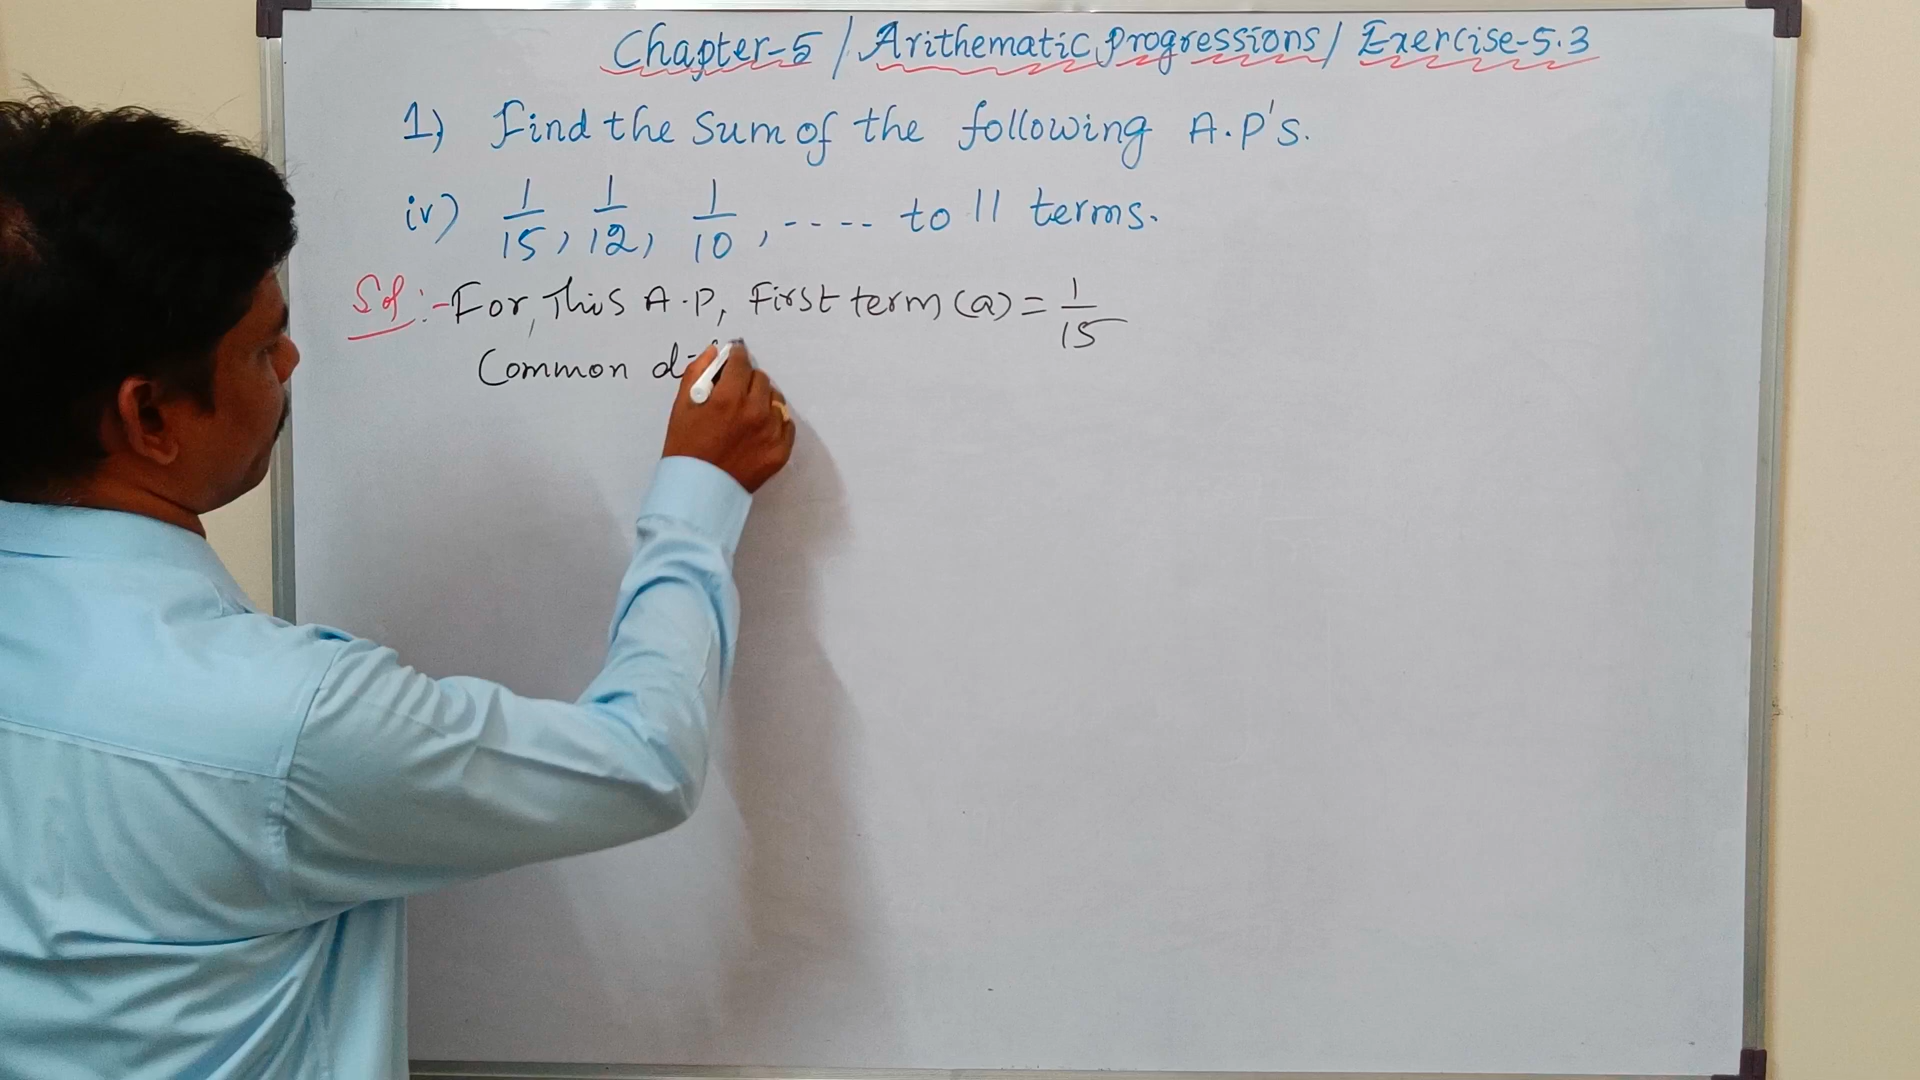 Chapter-5 / Arithematic Progressions / Exercise-5.3
1) Find the Sum of the following A.P's.
iv) 1/15, 1/12, 1/10, ---- to 11 terms.
Sol:- For, This A.P, First term (a) = 1/15
Common